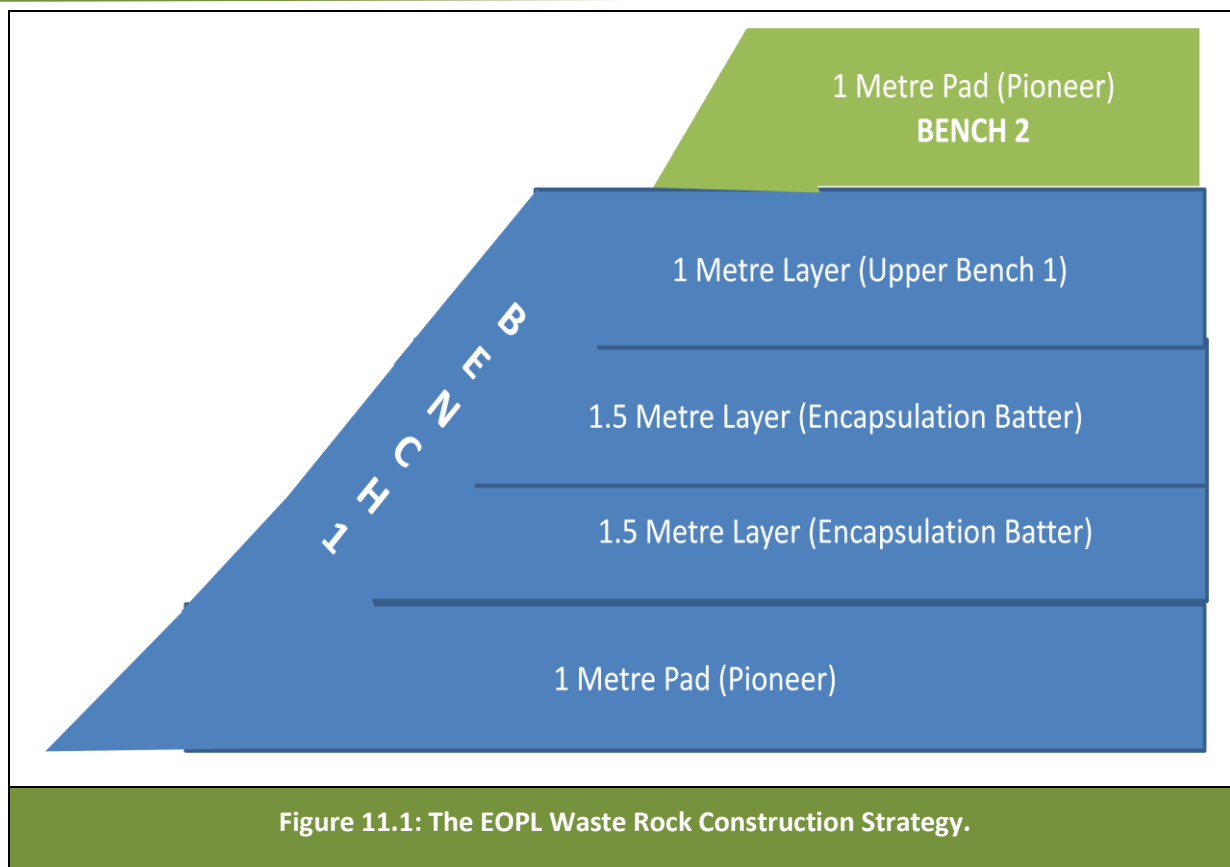 1 Metre Pad (Pioneer)
BENCH 2
1 Metre Layer (Upper Bench 1)
1.5 Metre Layer (Encapsulation Batter)
1.5 Metre Layer (Encapsulation Batter)
BENCH 1
1 Metre Pad (Pioneer)
Figure 11.1: The EOPL Waste Rock Construction Strategy.